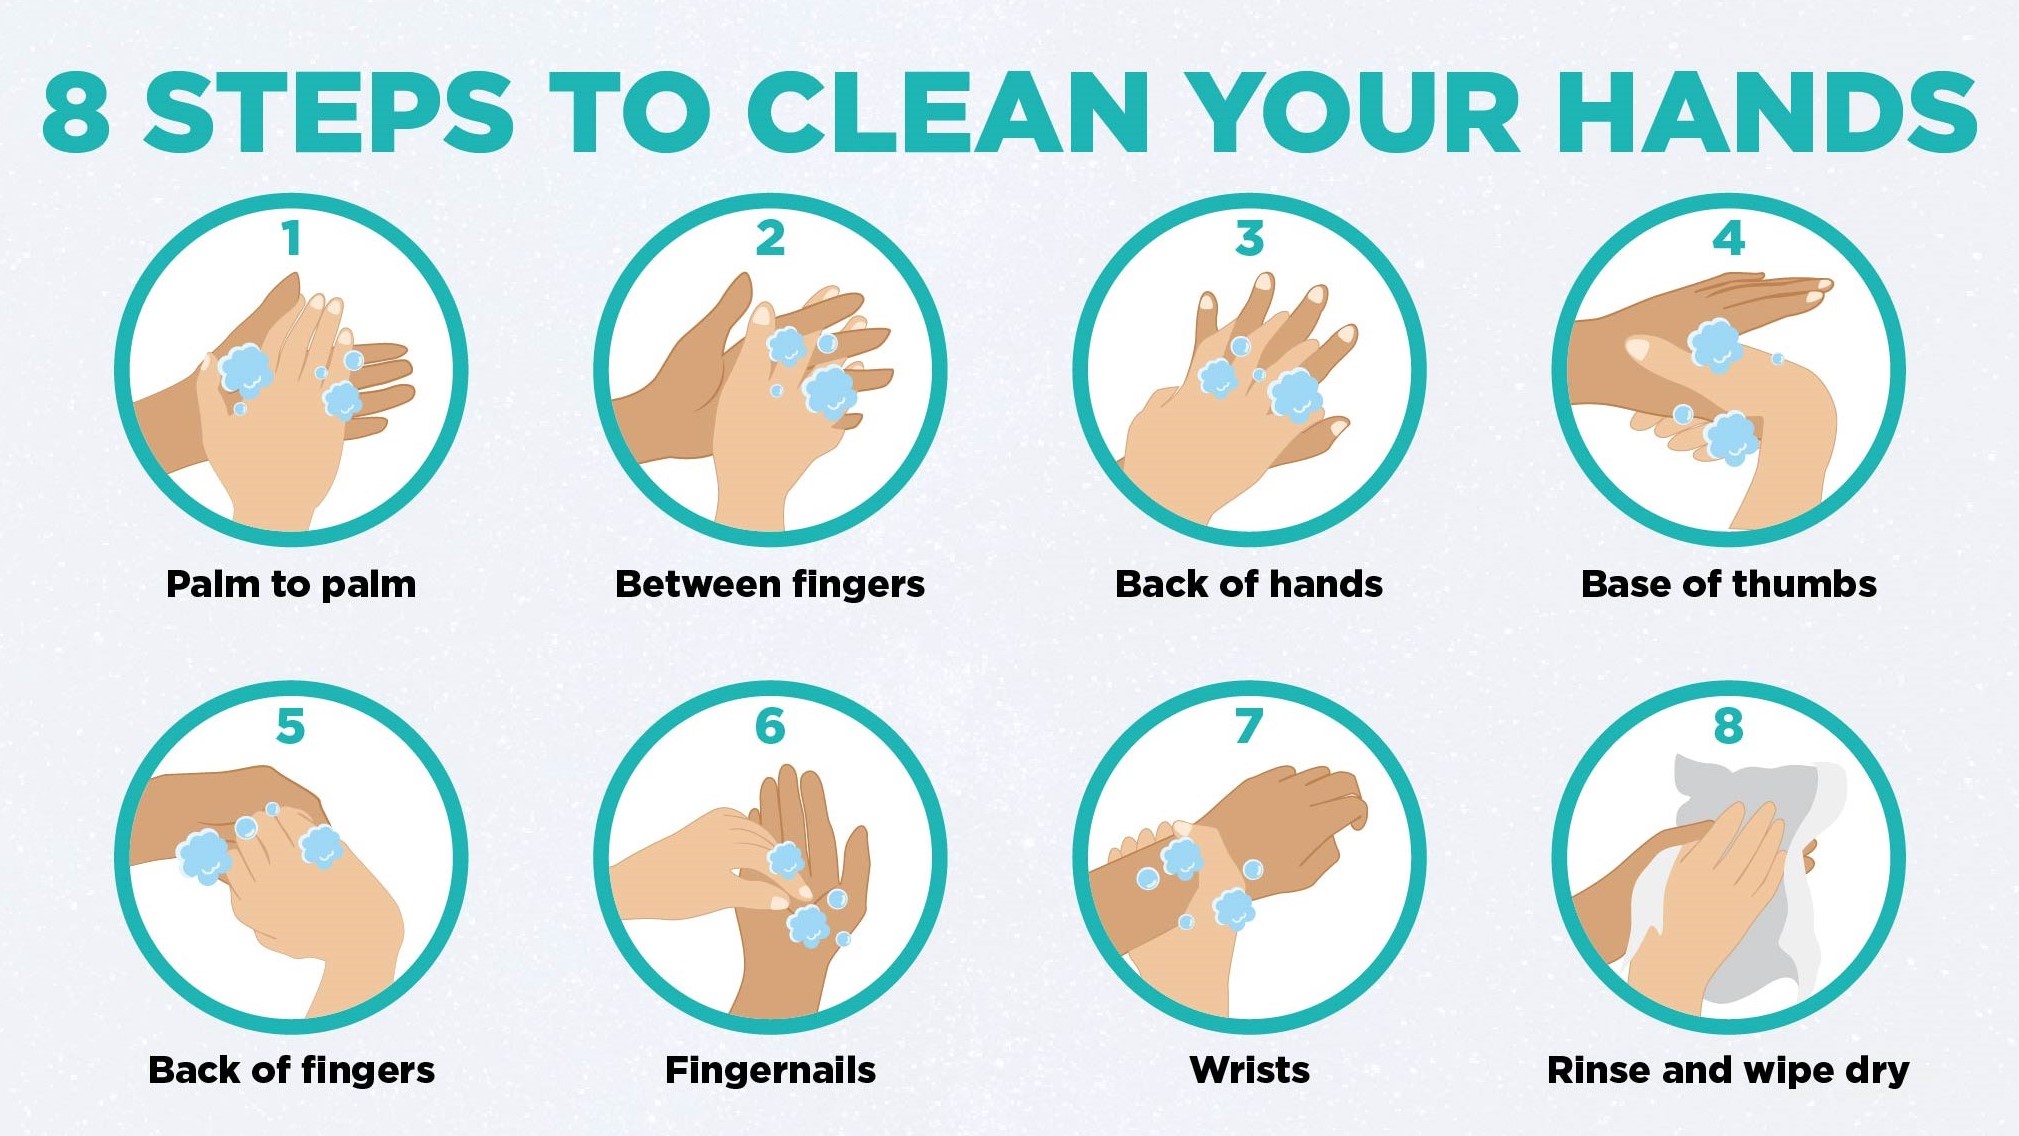 8 STEPS TO CLEAN YOUR HANDS
1
2
3
4
Palm to palm
Between fingers
Back of hands
Base of thumbs
5
6
7
8
Back of fingers
Fingernails
Wrists
Rinse and wipe dry